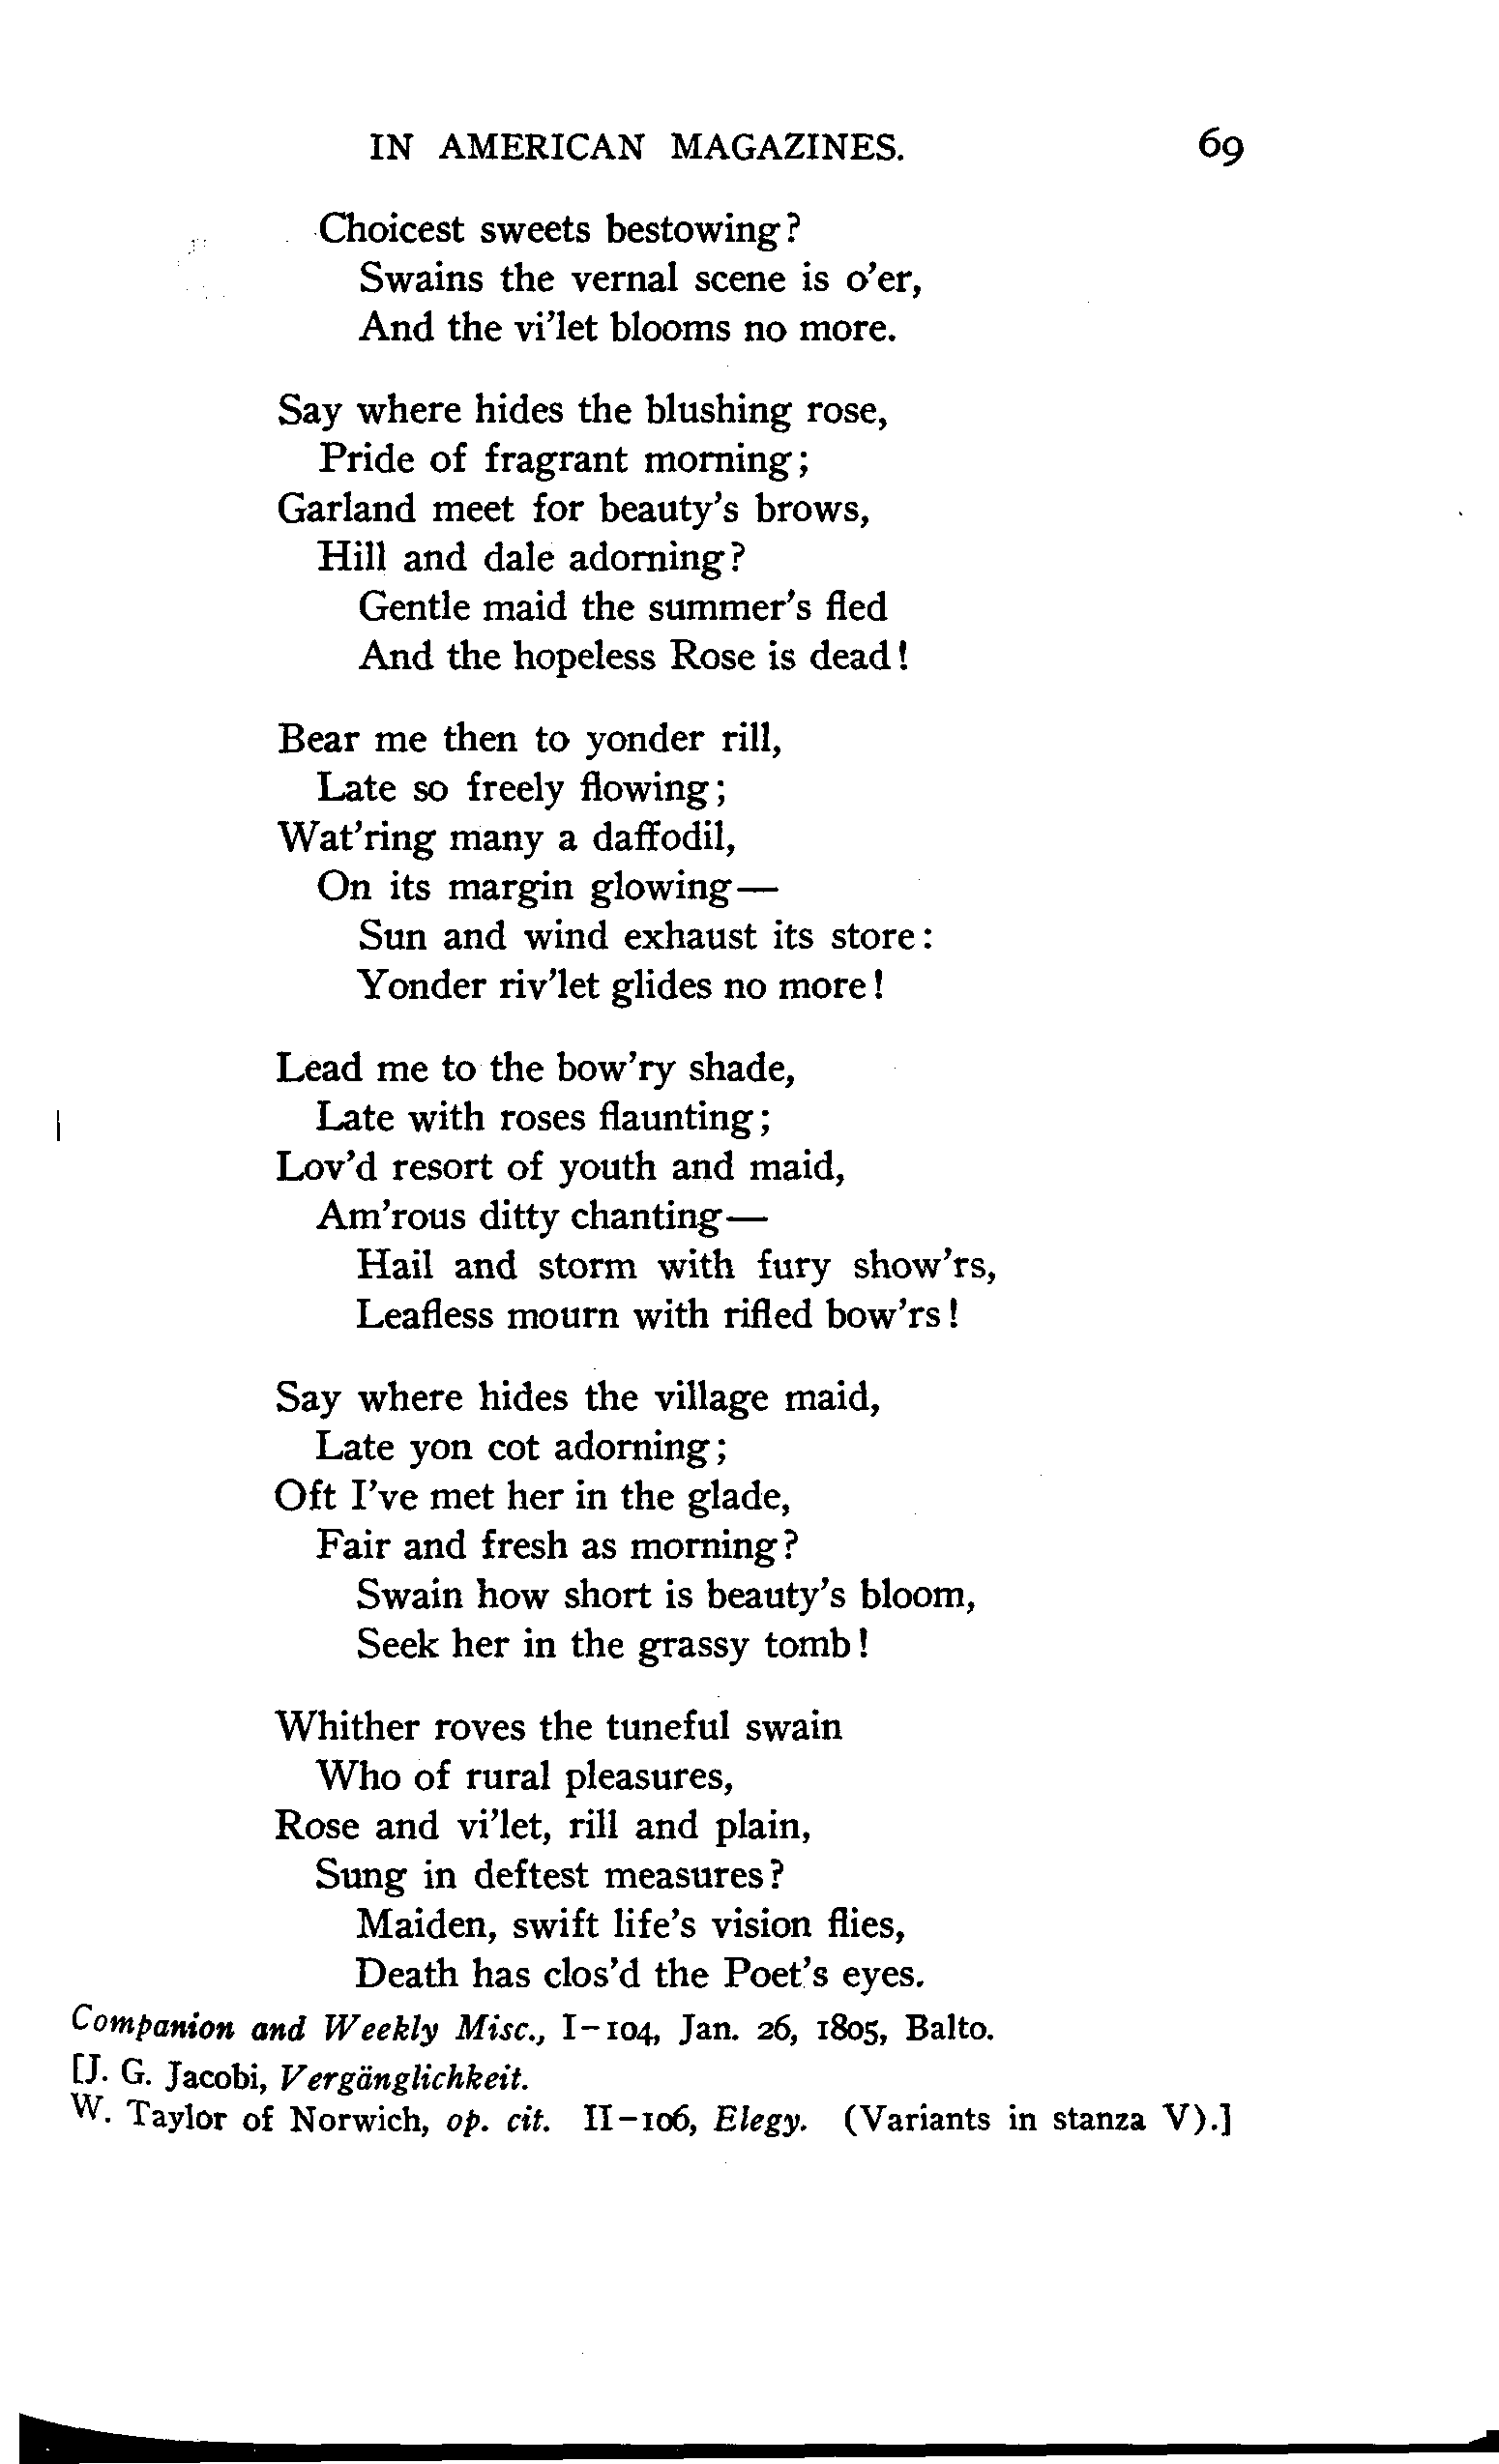 IN AMERICAN MAGAZINES. 69
Choicest sweets bestowing?
Swains the vernal scene is o'er,
And the vi'let blooms no more.
Say where hides the blushing rose,
Pride of fragrant morning;
Garland meet for beauty's brows,
Hill and dale adorning?
Gentle maid the summer's fled
And the hopeless Rose is dead!
Bear me then to yonder rill,
Late so freely flowing;
Wat'ring many a daffodil,
On its margin glowing—
Sun and wind exhaust its store:
Yonder riv'let glides no more!
Lead me to the bow'ry shade,
Late with roses flaunting;
Lov'd resort of youth and maid,
Am'rous ditty chanting—
Hail and storm with fury show'rs,
Leafless mourn with rifled bow'rs!
Say where hides the village maid,
Late yon cot adorning;
Oft I've met her in the glade,
Fair and fresh as morning?
Swain how short is beauty's bloom,
Seek her in the grassy tomb!
Whither roves the tuneful swain
Who of rural pleasures,
Rose and vi'let, rill and plain,
Sung in deftest measures?
Maiden, swift life's vision flies,
Death has clos'd the Poet's eyes.
Companion and Weekly Misc., I-104, Jan. 26, 1805, Balto.
[J. G. Jacobi, Vergänglichkeit.
W. Taylor of Norwich, op. cit. II-106, Elegy. (Variants in stanza V).]